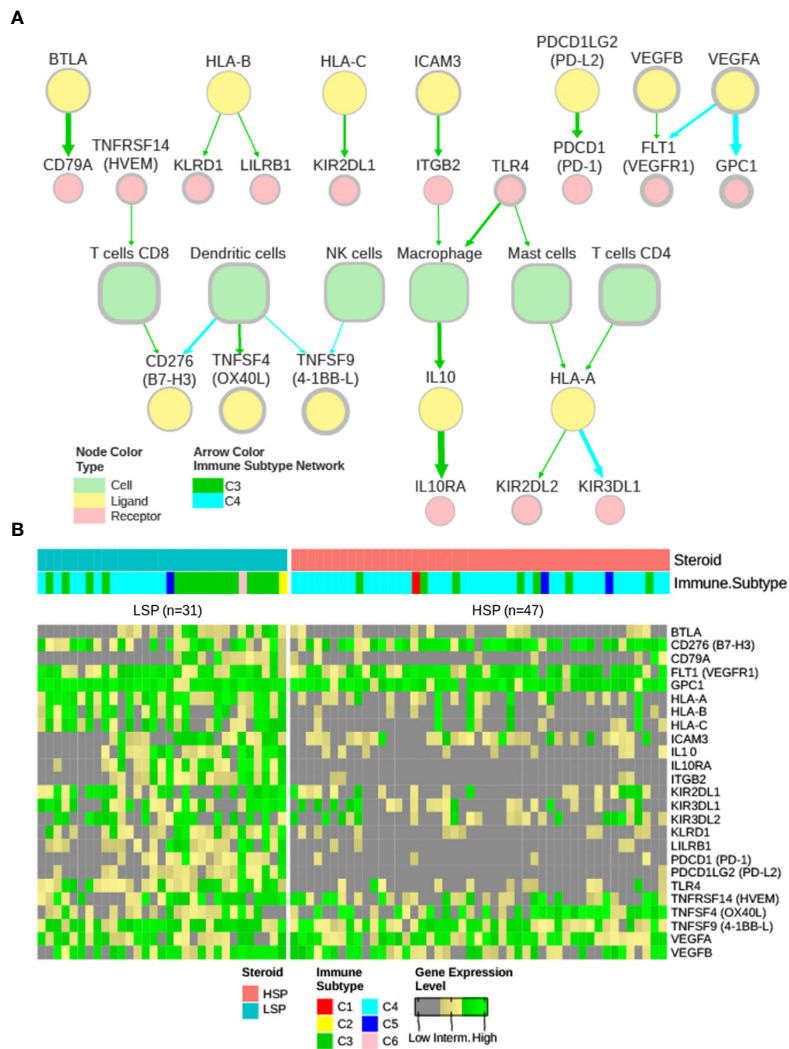 A
BTLA
HLA-B
HLA-C
ICAM3
PDCD1LG2
(PD-L2)
VEGFB
VEGFA
CD79A
TNFRSF14
(HVEM)
KLRD1
LILRB1
KIR2DL1
ITGB2
TLR4
PDCD1
(PD-1)
FLT1
(VEGFR1)
GPC1
T cells CD8
Dendritic cells
NK cells
Macrophage
Mast cells
T cells CD4
CD276
(B7-H3)
TNFSF4
(OX40L)
TNFSF9
(4-1BB-L)
IL10
HLA-A
IL10RA
KIR2DL2
KIR3DL1
Node Color
Type
Cell
Ligand
Receptor
Arrow Color
Immune Subtype Network
C3
C4
B
Steroid
Immune.Subtype
LSP (n=31)
HSP (n=47)
BTLA
CD276 (B7-H3)
CD79A
FLT1 (VEGFR1)
GPC1
HLA-A
HLA-B
HLA-C
ICAM3
IL10
IL10RA
ITGB2
KIR2DL1
KIR3DL1
KIR3DL2
KLRD1
LILRB1
PDCD1 (PD-1)
PDCD1LG2 (PD-L2)
TLR4
TNFRSF14 (HVEM)
TNFSF4 (OX40L)
TNFSF9 (4-1BB-L)
VEGFA
VEGFB
Steroid
HSP
LSP
Immune
Subtype
C1
C2
C3
C4
C5
C6
Gene Expression
Level
Low Interm. High